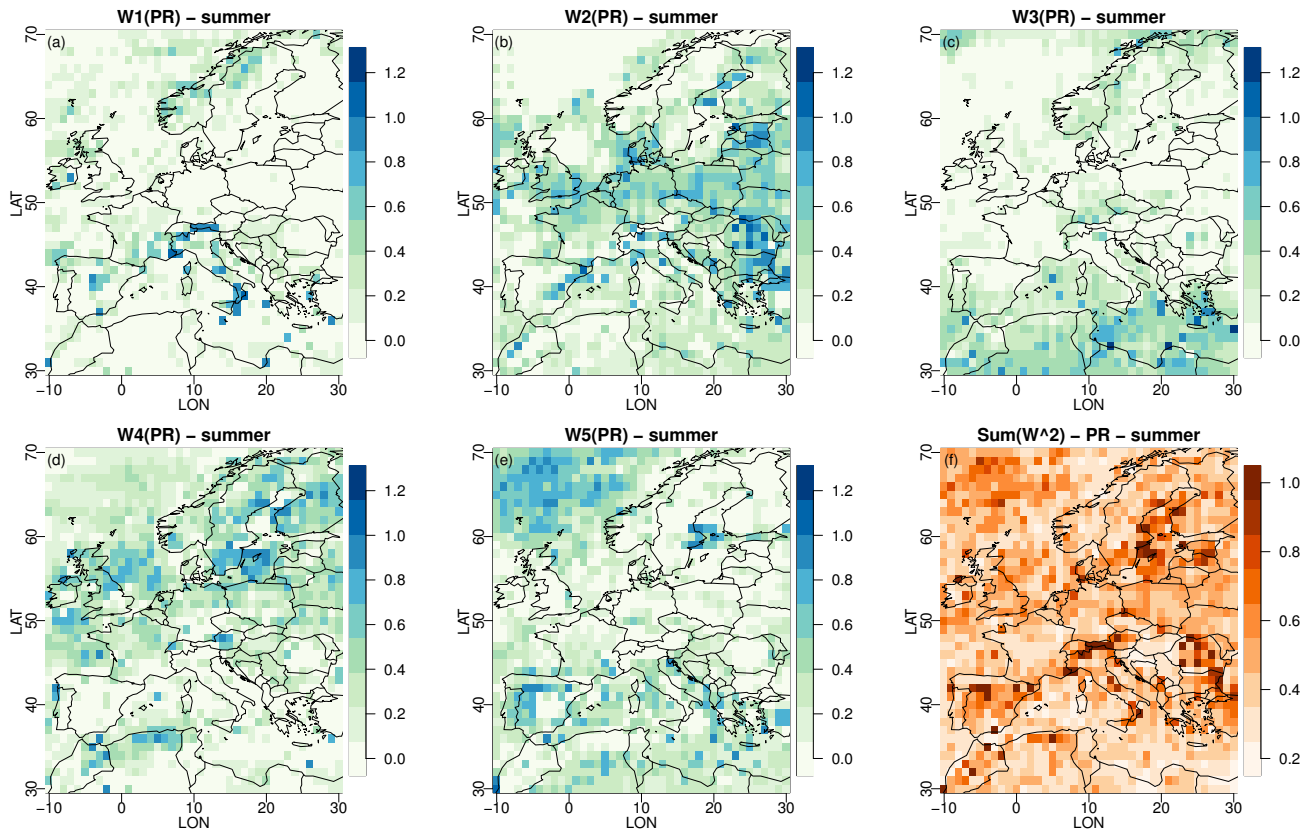 W1(PR) − summer
(a)
LAT
30 40 50 60 70
−10 0 10 20 30
LON
0.0 0.2 0.4 0.6 0.8 1.0 1.2
W2(PR) − summer
(b)
LAT
30 40 50 60 70
−10 0 10 20 30
LON
0.0 0.2 0.4 0.6 0.8 1.0 1.2
W3(PR) − summer
(c)
LAT
30 40 50 60 70
−10 0 10 20 30
LON
0.0 0.2 0.4 0.6 0.8 1.0 1.2
W4(PR) − summer
(d)
LAT
30 40 50 60 70
−10 0 10 20 30
LON
0.0 0.2 0.4 0.6 0.8 1.0 1.2
W5(PR) − summer
(e)
LAT
30 40 50 60 70
−10 0 10 20 30
LON
0.0 0.2 0.4 0.6 0.8 1.0 1.2
Sum(W^2) − PR − summer
(f)
LAT
30 40 50 60 70
−10 0 10 20 30
LON
0.2 0.4 0.6 0.8 1.0